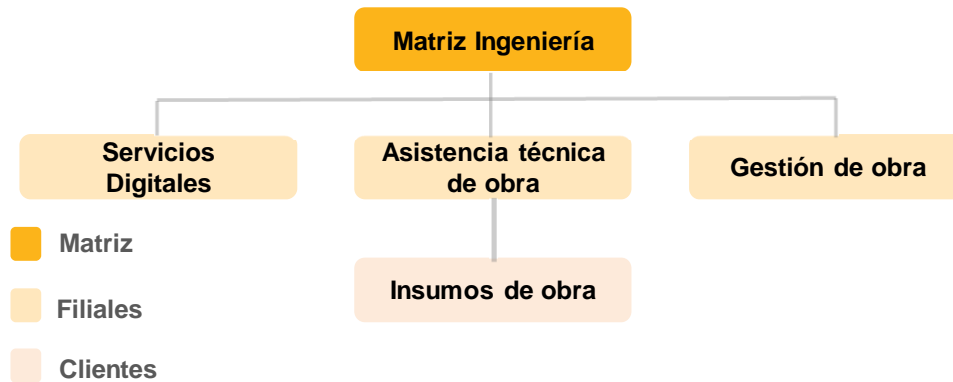 Matriz Ingeniería
Servicios
Digitales
Asistencia técnica
de obra
Gestión de obra
Insumos de obra
Matriz
Filiales
Clientes